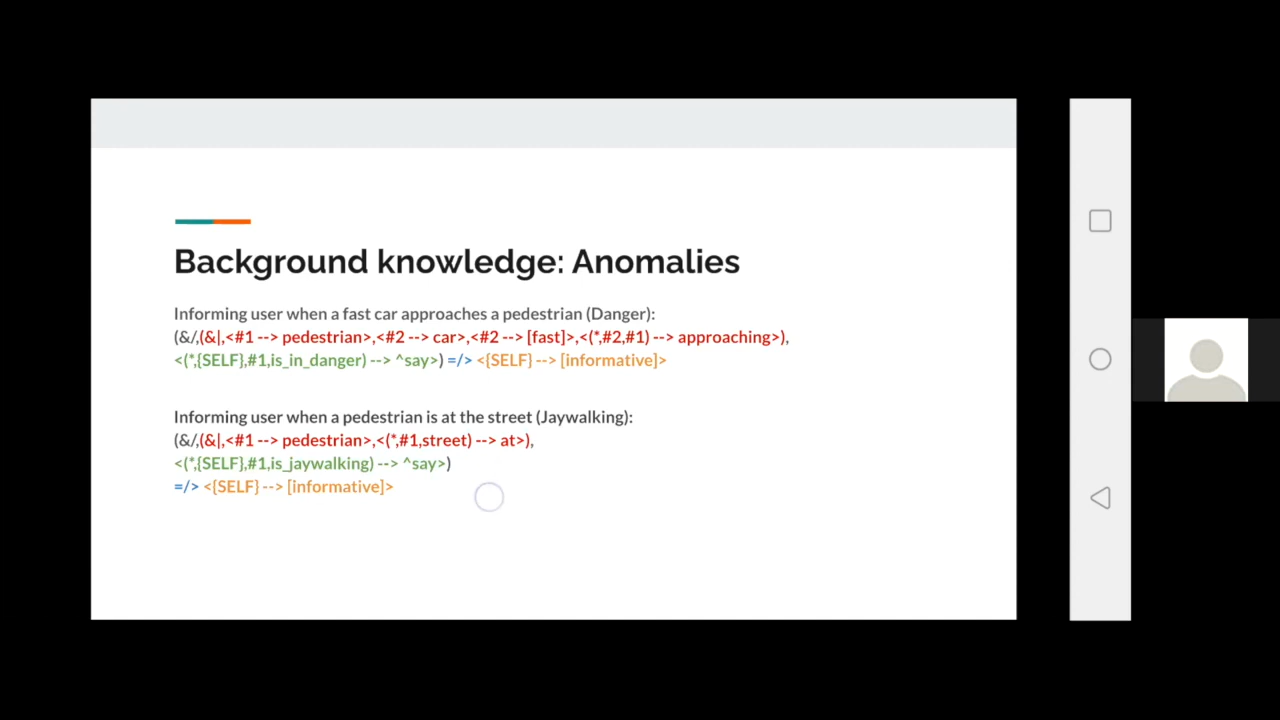 Background knowledge: Anomalies
Informing user when a fast car approaches a pedestrian (Danger):
(&/,(&|,<#1 --> pedestrian>,<#2 --> car>,<#2 --> [fast]>,<(*,#2,#1) --> approaching>),
<(*,{SELF},#1,is_in_danger) --> ^say>) =/> <{SELF} --> [informative]>
Informing user when a pedestrian is at the street (Jaywalking):
(&/,(&|,<#1 --> pedestrian>,<(*,#1,street) --> at>),
<(*,{SELF},#1,is_jaywalking) --> ^say>)
=/> <{SELF} --> [informative]>